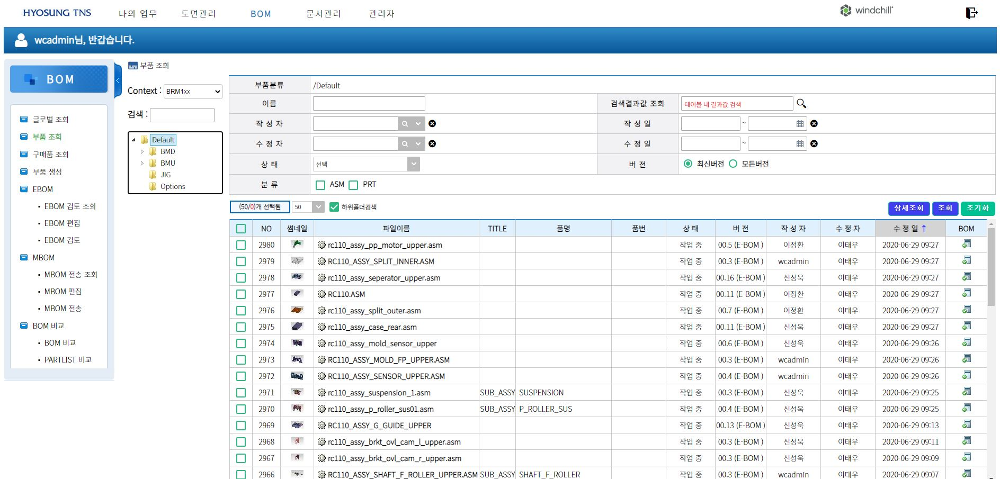 HYOSUNG TNS 나의 업무 도면관리 BOM 문서관리 관리자 windchill
wcadmin님, 반갑습니다.
BOM
글로벌 조회
부품 조회
구매품 조회
부품 생성
EBOM
EBOM 검토 조회
EBOM 편집
EBOM 검토
MBOM
MBOM 전송 조회
MBOM 편집
MBOM 전송
BOM 비교
BOM 비교
PARTLIST 비교
부품 조회
Context : BRM1xx
검색 :
Default
BMD
BMU
JIG
Options
부품분류 /Default
이름 검색결과값 조회 테이블 내 결과값 검색
작 성 자 작 성 일 ~
수 정 자 수 정 일 ~
상 태 선택 버 전 최신버전 모든버전
분 류 ASM PRT
(50/0)개 선택됨 50 하위폴더검색 상세조회 조회 초기화
NO 썸네일 파일이름 TITLE 품명 품번 상 태 버 전 작 성 자 수 정 자 수 정 일 ↑ BOM
2980 rc110_assy_pp_motor_upper.asm 작업 중 00.5 (E-BOM ) 이정환 이태우 2020-06-29 09:27
2979 RC110_ASSY_SPLIT_INNER.ASM 작업 중 00.3 (E-BOM ) wcadmin 이태우 2020-06-29 09:27
2978 rc110_assy_seperator_upper.asm 작업 중 00.16 (E-BOM ) 신성욱 이태우 2020-06-29 09:27
2977 RC110.ASM 작업 중 00.11 (E-BOM ) 이정환 이태우 2020-06-29 09:27
2976 rc110_assy_split_outer.asm 작업 중 00.7 (E-BOM ) 이정환 이태우 2020-06-29 09:27
2975 rc110_assy_case_rear.asm 작업 중 00.11 (E-BOM ) 신성욱 이태우 2020-06-29 09:27
2974 rc110_assy_mold_sensor_upper 작업 중 00.6 (E-BOM ) 신성욱 이태우 2020-06-29 09:26
2973 RC110_ASSY_MOLD_FP_UPPER.ASM 작업 중 00.3 (E-BOM ) wcadmin 이태우 2020-06-29 09:26
2972 RC110_ASSY_SENSOR_UPPER.ASM 작업 중 00.4 (E-BOM ) wcadmin 이태우 2020-06-29 09:26
2971 rc110_assy_suspension_1.asm SUB_ASSY SUSPENSION 작업 중 00.3 (E-BOM ) 신성욱 이태우 2020-06-29 09:25
2970 rc110_assy_p_roller_sus01.asm SUB_ASSY P_ROLLER_SUS 작업 중 00.4 (E-BOM ) 신성욱 이태우 2020-06-29 09:25
2969 RC110_ASSY_G_GUIDE_UPPER 작업 중 00.13 (E-BOM ) 신성욱 이태우 2020-06-29 09:13
2968 rc110_assy_brkt_ovl_cam_l_upper.asm 작업 중 00.3 (E-BOM ) 신성욱 이태우 2020-06-29 09:11
2967 rc110_assy_brkt_ovl_cam_r_upper.asm 작업 중 00.3 (E-BOM ) 신성욱 이태우 2020-06-29 09:09
2966 RC110_ASSY_SHAFT_F_ROLLER_UPPER.ASM SUB_ASSY SHAFT_F_ROLLER 작업 중 00.3 (E-BOM ) wcadmin 이태우 2020-06-29 09:07